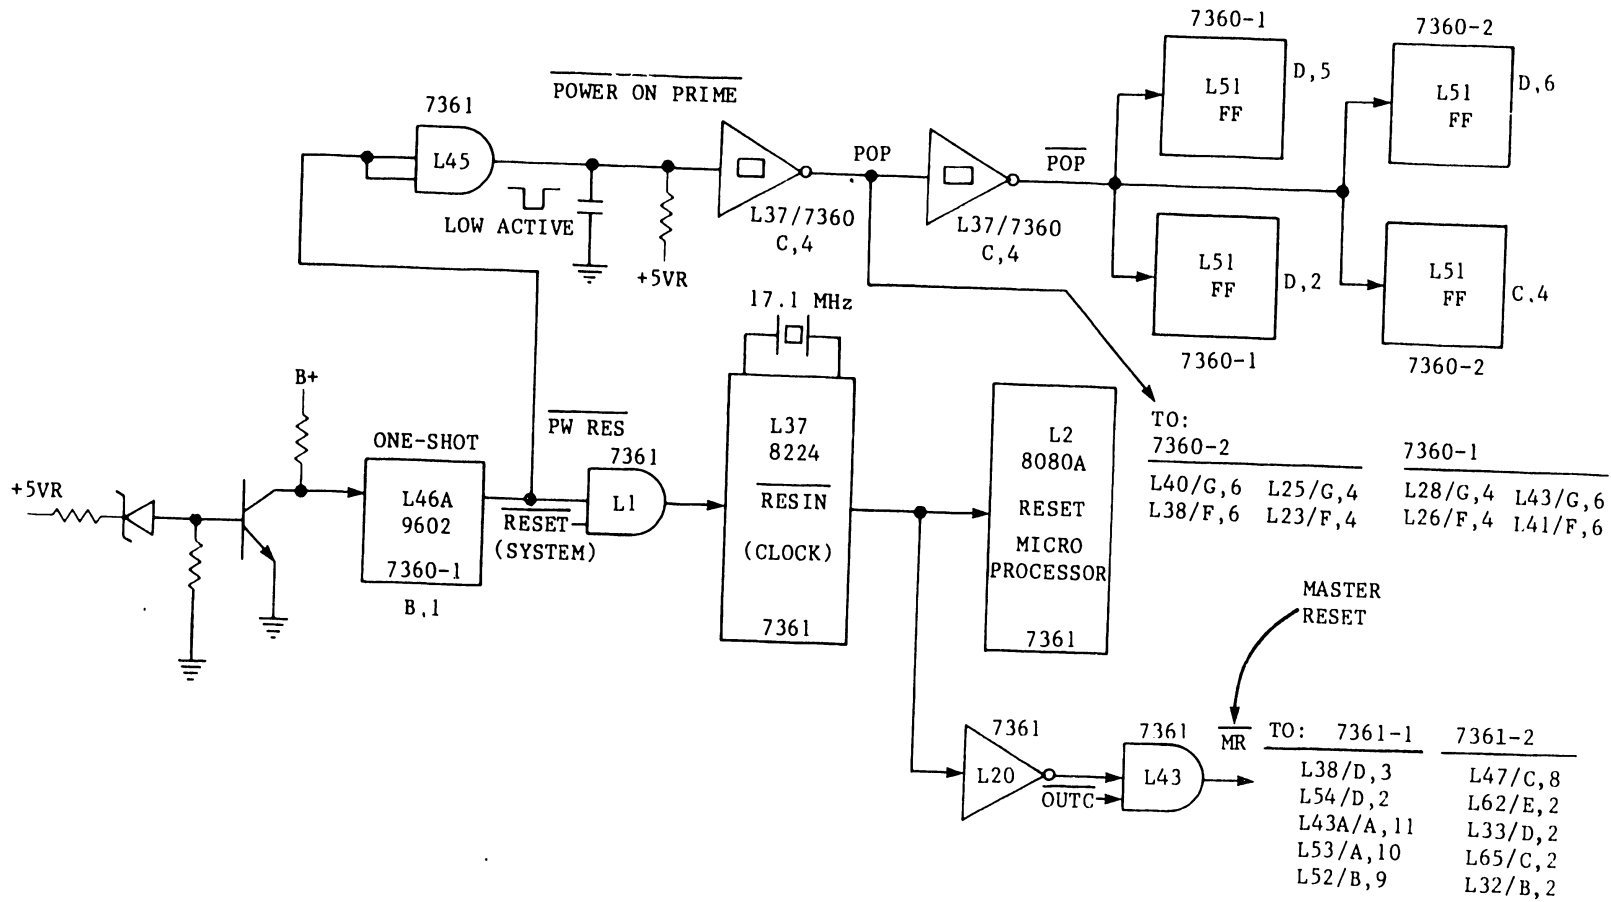 7360-1
7360-2
L51
FF
D,5
L51
FF
D,6
POWER ON PRIME
7361
L45
LOW ACTIVE
+5VR
POP
POP
L37/7360
C,4
L37/7360
C,4
L51
FF
D,2
7360-1
L51
FF
C.4
7360-2
17.1 MHz
B+
ONE-SHOT
+5VR
L46A
9602
7360-1
B,1
PW RES
7361
L1
RESET
(SYSTEM)
L37
8224
RESIN
(CLOCK)
7361
L2
8080A
RESET
MICRO
PROCESSOR
7361
TO:
7360-2 7360-1
L40/G,6 L25/G,4 L28/G,4 L43/G,6
L38/F,6 L23/F,4 L26/F,4 L41/F,6
MASTER
RESET
7361
L20
OUTC
7361
L43
MR
TO: 7361-1 7361-2
L38/D,3 L47/C,8
L54/D,2 L62/E,2
L43A/A,11 L33/D,2
L53/A,10 L65/C,2
L52/B,9 L32/B,2